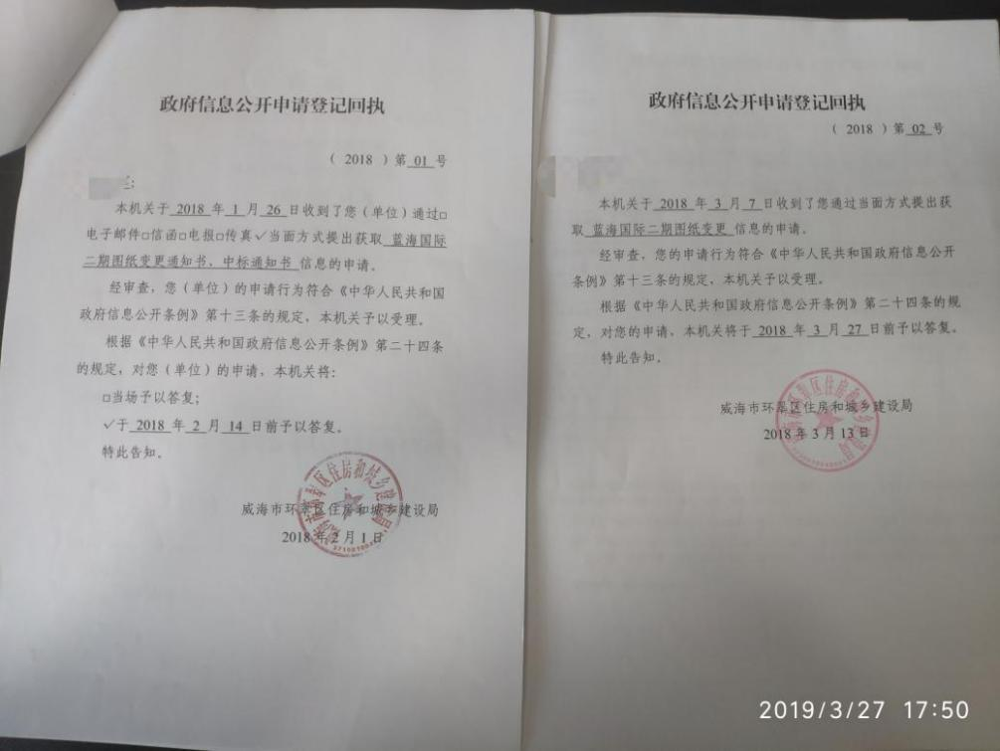 政府信息公开申请登记回执
（ 2018 ）第 01 号
本机关于 2018 年 1 月 26 日收到了您（单位）通过□
电子邮件□信函□电报□传真✓当面方式提出获取 蓝海国际
二期图纸变更通知书、中标通知书 信息的申请。
经审查，您（单位）的申请行为符合《中华人民共和国
政府信息公开条例》第十三条的规定，本机关予以受理。
根据《中华人民共和国政府信息公开条例》第二十四条
的规定，对您（单位）的申请，本机关将：
□当场予以答复；
✓于 2018 年 2 月 14 日前予以答复。
特此告知。
威海市环翠区住房和城乡建设局
2018 年 2 月 1 日
政府信息公开申请登记回执
（ 2018 ）第 02 号
本机关于 2018 年 3 月 7 日收到了您通过当面方式提出获
取 蓝海国际二期图纸变更 信息的申请。
经审查，您的申请行为符合《中华人民共和国政府信息公开
条例》第十三条的规定，本机关予以受理。
根据《中华人民共和国政府信息公开条例》第二十四条的规
定，对您的申请，本机关将于 2018 年 3 月 27 日前予以答复。
特此告知。
威海市环翠区住房和城乡建设局
2018 年 3 月 13 日
2019/3/27 17:50